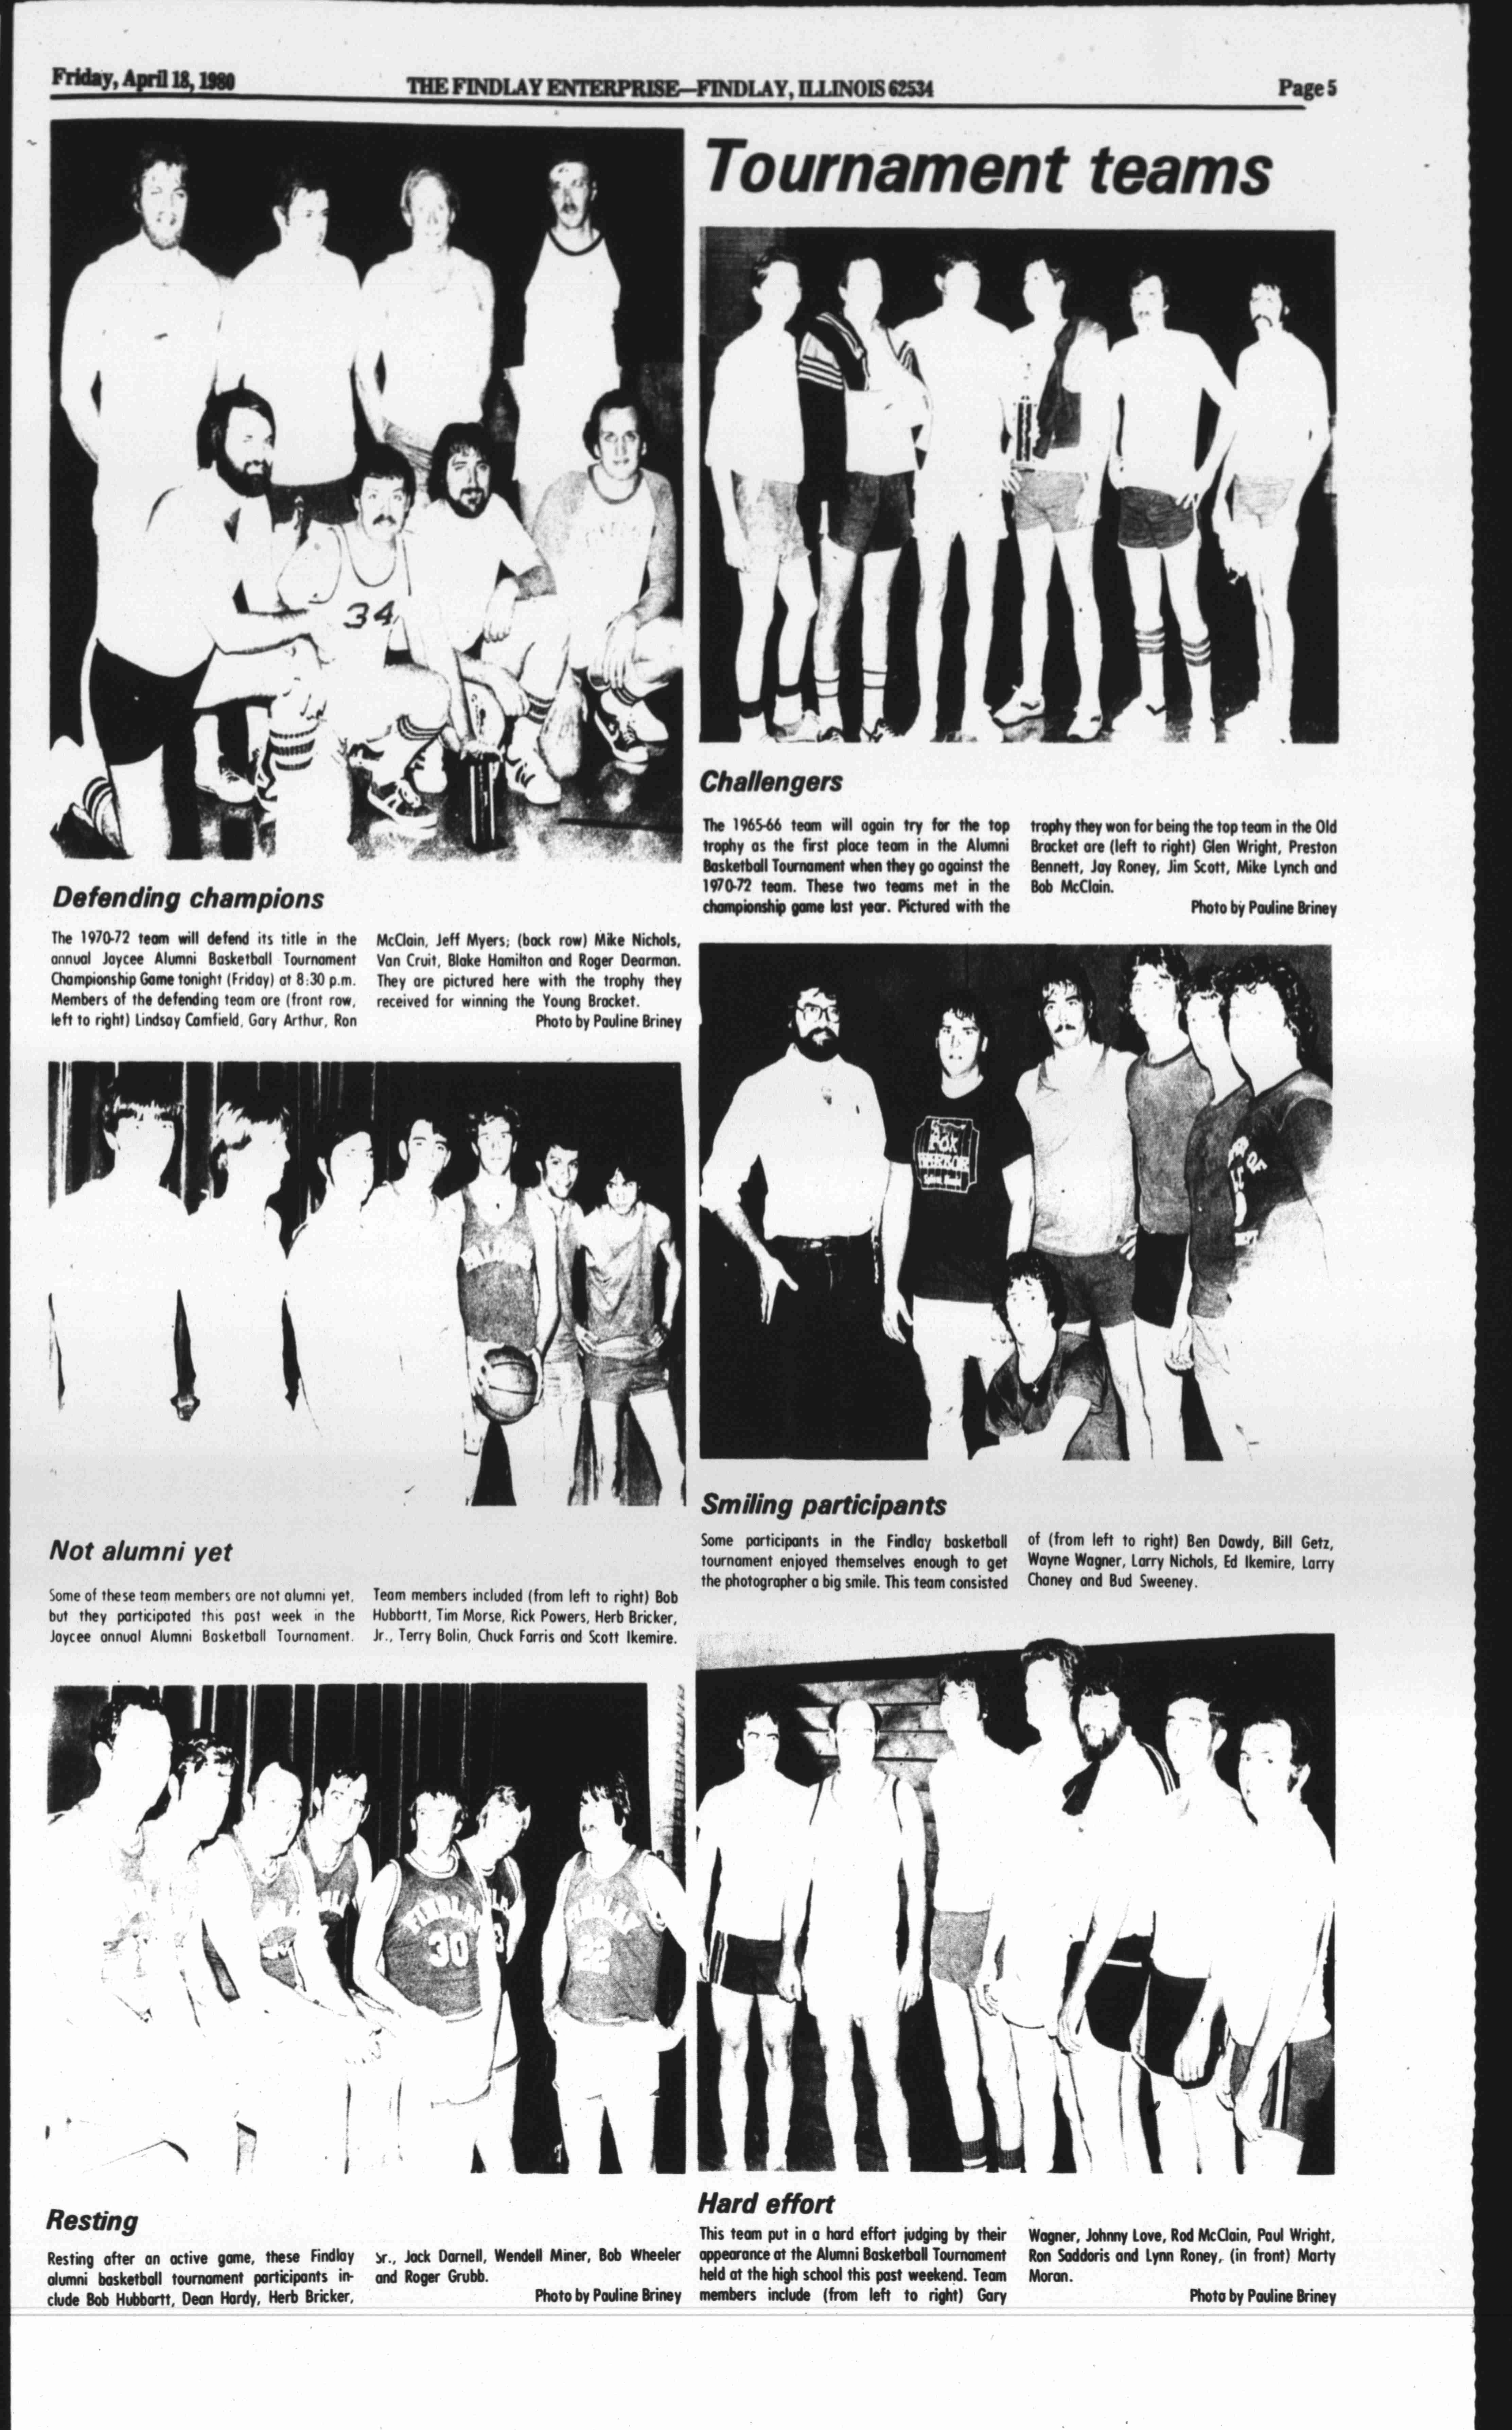 Friday, April 18, 1980
THE FINDLAY ENTERPRISE—FINDLAY, ILLINOIS 62534
Page 5
Tournament teams
34
Defending champions
The 1970-72 team will defend its title in the
annual Jaycee Alumni Basketball Tournament
Championship Game tonight (Friday) at 8:30 p.m.
Members of the defending team are (front row,
left to right) Lindsay Camfield, Gary Arthur, Ron
McClain, Jeff Myers; (back row) Mike Nichols,
Van Cruit, Blake Hamilton and Roger Dearman.
They are pictured here with the trophy they
received for winning the Young Bracket.
Photo by Pauline Briney
Challengers
The 1965-66 team will again try for the top
trophy as the first place team in the Alumni
Basketball Tournament when they go against the
1970-72 team. These two teams met in the
championship game last year. Pictured with the
trophy they won for being the top team in the Old
Bracket are (left to right) Glen Wright, Preston
Bennett, Jay Roney, Jim Scott, Mike Lynch and
Bob McClain.
Photo by Pauline Briney
Not alumni yet
Some of these team members are not alumni yet,
but they participated this past week in the
Jaycee annual Alumni Basketball Tournament.
Team members included (from left to right) Bob
Hubbartt, Tim Morse, Rick Powers, Herb Bricker,
Jr., Terry Bolin, Chuck Farris and Scott Ikemire.
FOX
Smiling participants
Some participants in the Findlay basketball
tournament enjoyed themselves enough to get
the photographer a big smile. This team consisted
of (from left to right) Ben Dawdy, Bill Getz,
Wayne Wagner, Larry Nichols, Ed Ikemire, Larry
Chaney and Bud Sweeney.
FINDLAY
30
FINDLAY
22
Resting
Resting after an active game, these Findlay
alumni basketball tournament participants in-
clude Bob Hubbartt, Dean Hardy, Herb Bricker,
Sr., Jack Darnell, Wendell Miner, Bob Wheeler
and Roger Grubb.
Photo by Pauline Briney
Hard effort
This team put in a hard effort judging by their
appearance at the Alumni Basketball Tournament
held at the high school this past weekend. Team
members include (from left to right) Gary
Wagner, Johnny Love, Rod McClain, Paul Wright,
Ron Saddoris and Lynn Roney, (in front) Marty
Moran.
Photo by Pauline Briney